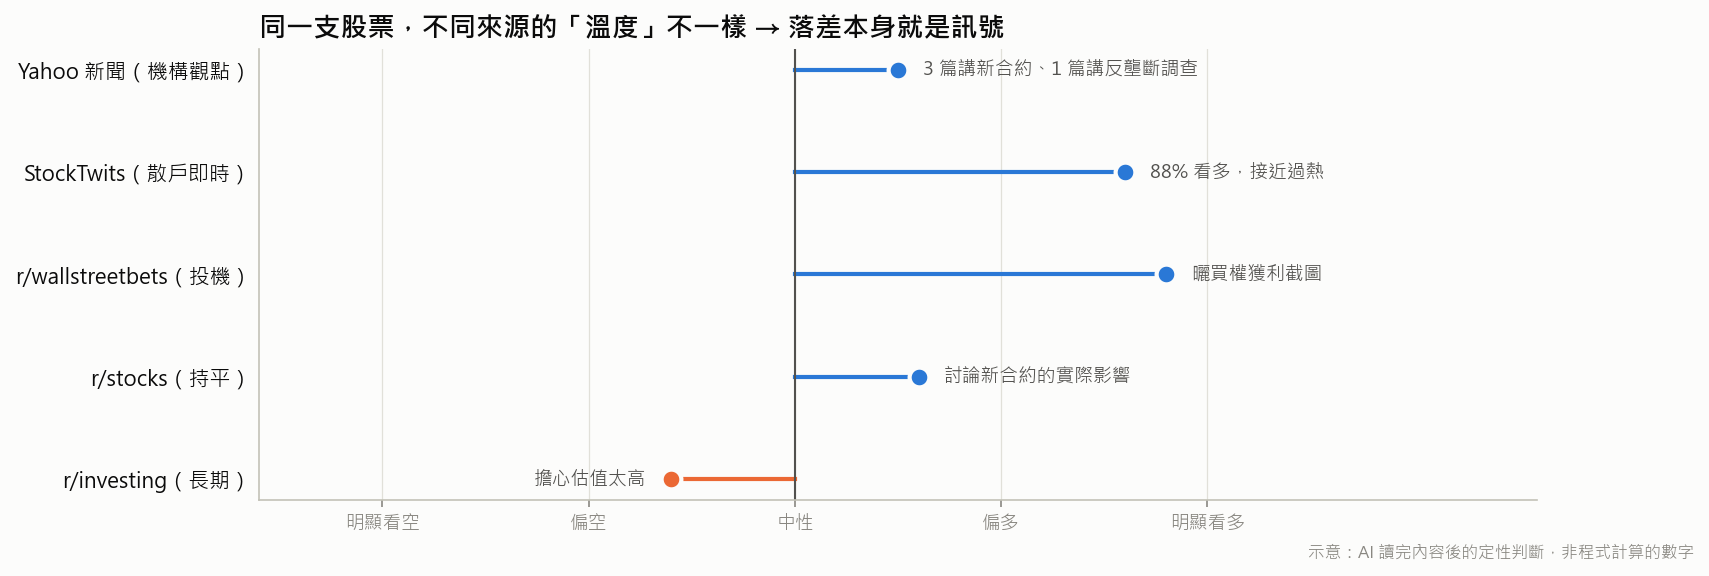 同一支股票，不同來源的「溫度」不一樣 → 落差本身就是訊號
Yahoo 新聞（機構觀點） 3 篇講新合約、1 篇講反壟斷調查
StockTwits（散戶即時） 88% 看多，接近過熱
r/wallstreetbets（投機） 曬買權獲利截圖
r/stocks（持平） 討論新合約的實際影響
r/investing（長期） 擔心估值太高
明顯看空 偏空 中性 偏多 明顯看多
示意：AI 讀完內容後的定性判斷，非程式計算的數字